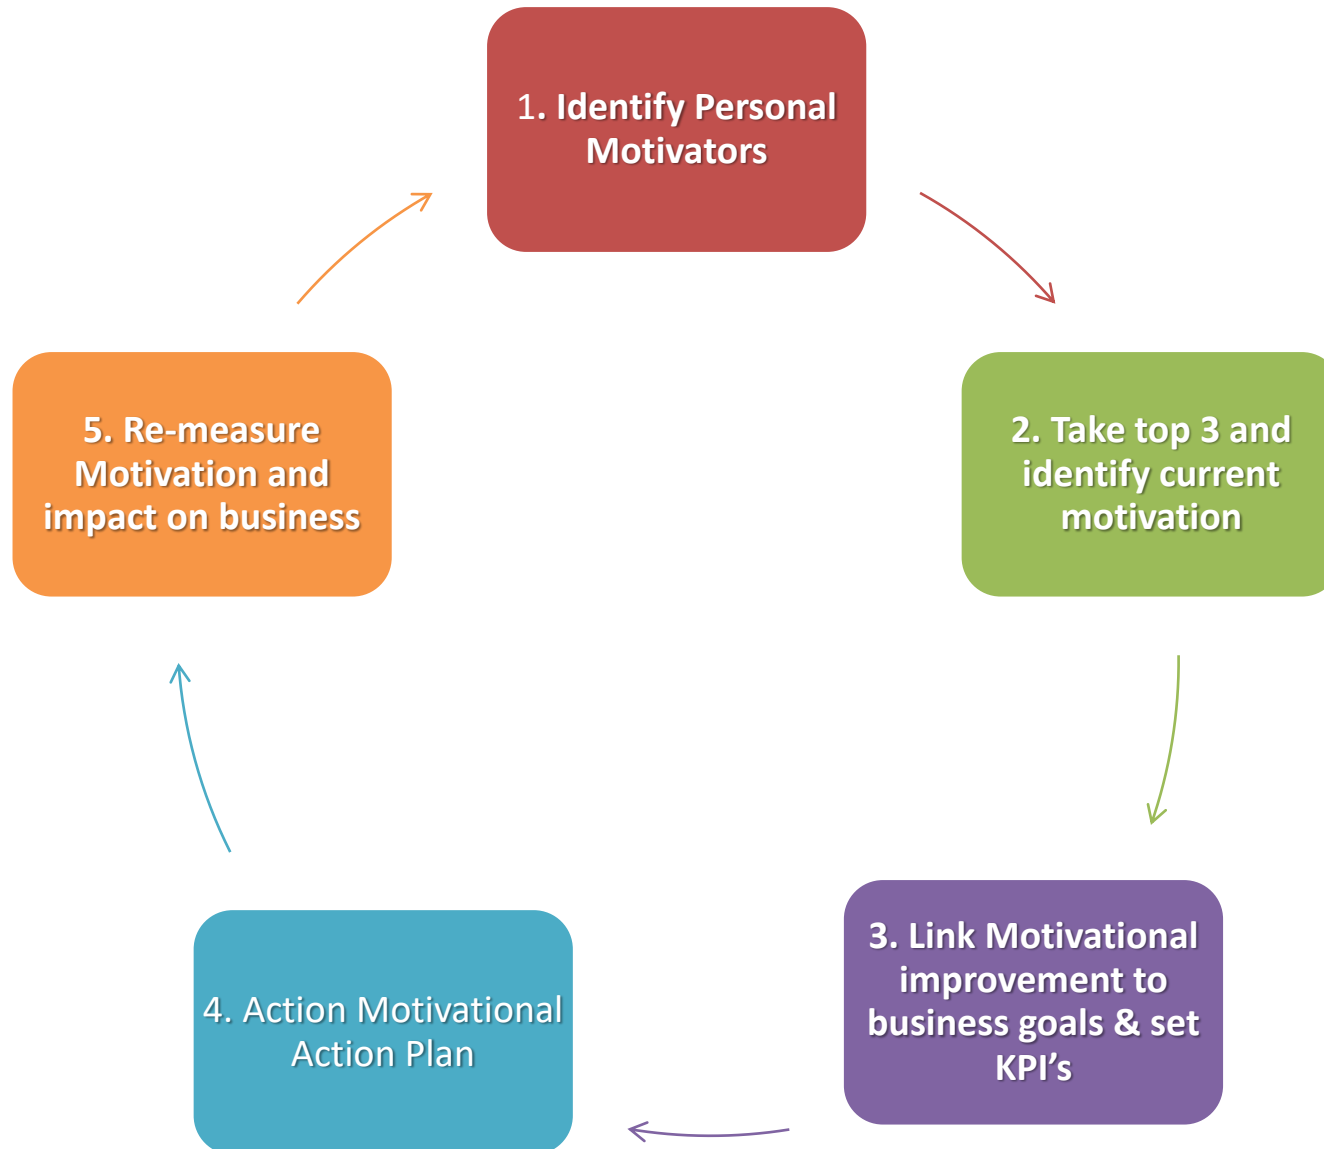 1. Identify Personal
Motivators
2. Take top 3 and
identify current
motivation
3. Link Motivational
improvement to
business goals & set
KPI’s
4. Action Motivational
Action Plan
5. Re-measure
Motivation and
impact on business